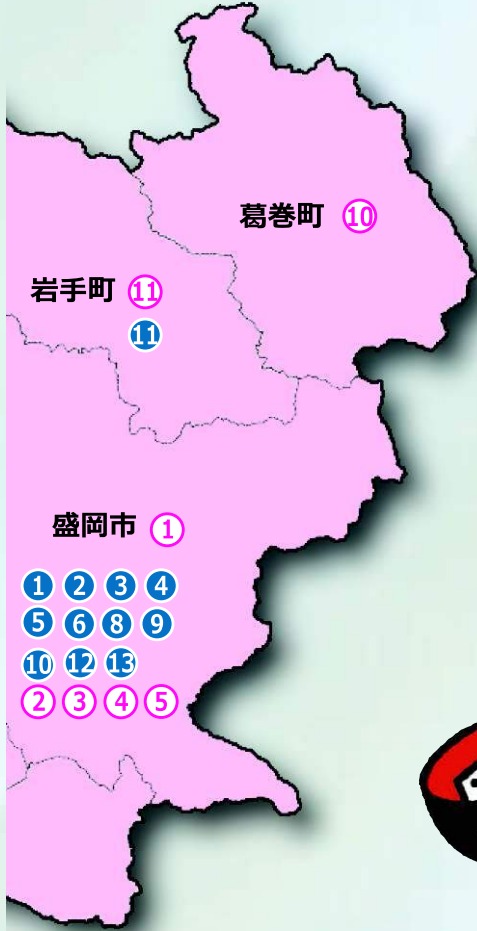 葛巻町 ⑩
岩手町 ⑪
⓫
盛岡市 ①
❶ ❷ ❸ ❹
❺ ❻ ❽ ❾
❿ ⓬ ⓭
② ③ ④ ⑤